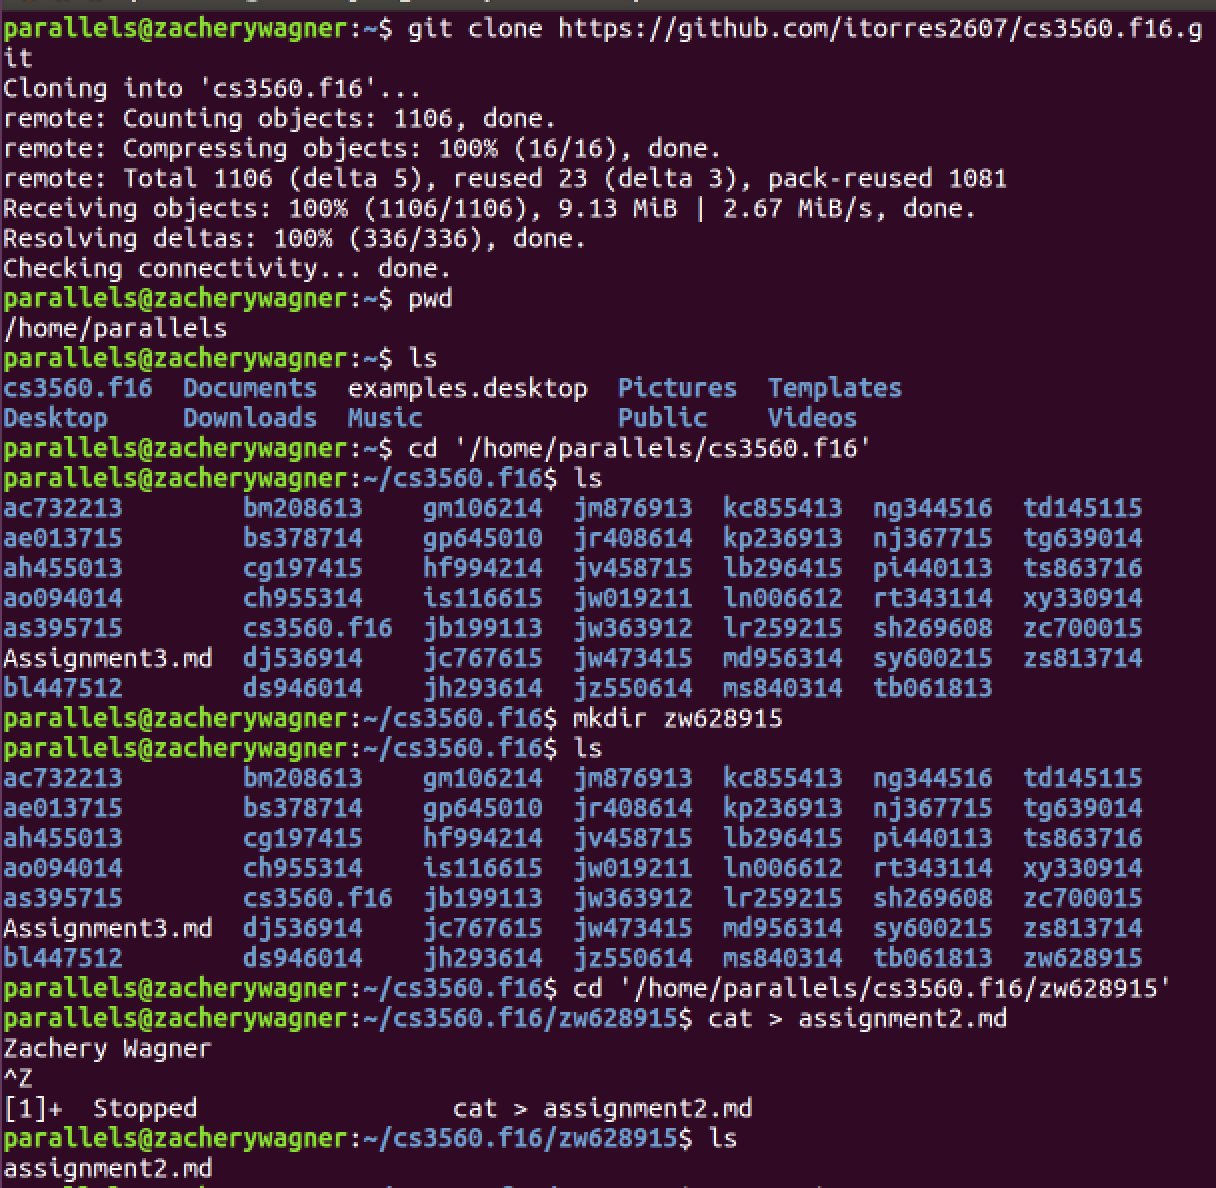 parallels@zacherywagner:~$ git clone https://github.com/itorres2607/cs3560.f16.g
it
Cloning into 'cs3560.f16'...
remote: Counting objects: 1106, done.
remote: Compressing objects: 100% (16/16), done.
remote: Total 1106 (delta 5), reused 23 (delta 3), pack-reused 1081
Receiving objects: 100% (1106/1106), 9.13 MiB | 2.67 MiB/s, done.
Resolving deltas: 100% (336/336), done.
Checking connectivity... done.
parallels@zacherywagner:~$ pwd
/home/parallels
parallels@zacherywagner:~$ ls
cs3560.f16  Documents  examples.desktop  Pictures  Templates
Desktop     Downloads  Music             Public    Videos
parallels@zacherywagner:~$ cd '/home/parallels/cs3560.f16'
parallels@zacherywagner:~/cs3560.f16$ ls
ac732213        bm208613    gm106214  jm876913  kc855413  ng344516  td145115
ae013715        bs378714    gp645010  jr408614  kp236913  nj367715  tg639014
ah455013        cg197415    hf994214  jv458715  lb296415  pi440113  ts863716
ao094014        ch955314    is116615  jw019211  ln006612  rt343114  xy330914
as395715        cs3560.f16  jb199113  jw363912  lr259215  sh269608  zc700015
Assignment3.md  dj536914    jc767615  jw473415  md956314  sy600215  zs813714
bl447512        ds946014    jh293614  jz550614  ms840314  tb061813
parallels@zacherywagner:~/cs3560.f16$ mkdir zw628915
parallels@zacherywagner:~/cs3560.f16$ ls
ac732213        bm208613    gm106214  jm876913  kc855413  ng344516  td145115
ae013715        bs378714    gp645010  jr408614  kp236913  nj367715  tg639014
ah455013        cg197415    hf994214  jv458715  lb296415  pi440113  ts863716
ao094014        ch955314    is116615  jw019211  ln006612  rt343114  xy330914
as395715        cs3560.f16  jb199113  jw363912  lr259215  sh269608  zc700015
Assignment3.md  dj536914    jc767615  jw473415  md956314  sy600215  zs813714
bl447512        ds946014    jh293614  jz550614  ms840314  tb061813  zw628915
parallels@zacherywagner:~/cs3560.f16$ cd '/home/parallels/cs3560.f16/zw628915'
parallels@zacherywagner:~/cs3560.f16/zw628915$ cat > assignment2.md
Zachery Wagner
^Z
[1]+  Stopped                 cat > assignment2.md
parallels@zacherywagner:~/cs3560.f16/zw628915$ ls
assignment2.md